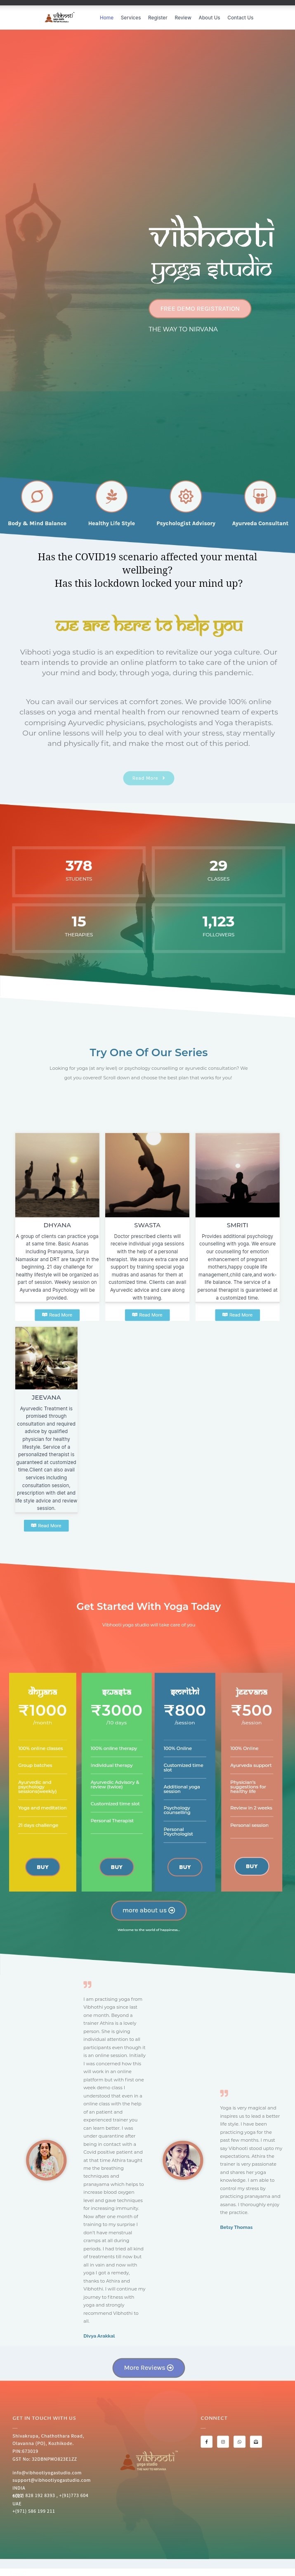 vibhooti
Home
Services
Register
Review
About Us
Contact Us
vibhooti
yoga studio
FREE DEMO REGISTRATION
THE WAY TO NIRVANA
Body & Mind Balance
Healthy Life Style
Psychologist Advisory
Ayurveda Consultant
Has the COVID19 scenario affected your mental
wellbeing?
Has this lockdown locked your mind up?
we are here to help you
Vibhooti yoga studio is an expedition to revitalize our yoga culture. Our
team intends to provide an online platform to take care of the union of
your mind and body, through yoga, during this pandemic.
You can avail our services at comfort zones. We provide 100% online
classes on yoga and mental health from our renowned team of experts
comprising Ayurvedic physicians, psychologists and Yoga therapists.
Our online lessons will help you to deal with your stress, stay mentally
and physically fit, and make the most out of this period.
Read More
378
STUDENTS
29
CLASSES
15
THERAPIES
1,123
FOLLOWERS
Try One Of Our Series
Looking for yoga (at any level) or psychology counselling or ayurvedic consultation? We
got you covered! Scroll down and choose the best plan that works for you!
DHYANA
A group of clients can practice yoga
at same time. Basic Asanas
including Pranayama, Surya
Namaskar and DRT are taught in the
beginning. 21 day challenge for
healthy lifestyle will be organized as
part of session. Weekly session on
Ayurveda and Psychology will be
provided.
Read More
SWASTA
Doctor prescribed clients will
receive individual yoga sessions
with the help of a personal
therapist. We assure extra care and
support by training special yoga
mudras and asanas for them at
customized time. Clients can avail
Ayurvedic advice and care along
with training.
Read More
SMRITI
Provides additional psychology
counselling with yoga. We ensure
our counselling for emotion
enhancement of pregnant
mothers,happy couple life
management,child care,and work-
life balance. The service of a
personal therapist is guaranteed at
a customized time.
Read More
JEEVANA
Ayurvedic Treatment is
promised through
consultation and required
advice by qualified
physician for healthy
lifestyle. Service of a
personalized therapist is
guaranteed at customized
time.Client can also avail
services including
consultation session,
prescription with diet and
life style advice and review
session.
Read More
Get Started With Yoga Today
Vibhooti yoga studio will take care of you
dhyana
₹1000
/month
100% online classes
Group batches
Ayurvedic and
psychology
session(weekly)
Yoga and meditation
21 days challenge
BUY
swasta
₹3000
/10 days
100% online therapy
Individual therapy
Ayurvedic Advisory &
review (twice)
Customized time slot
Personal Therapist
BUY
smrithi
₹800
/session
100% Online
Customized time
slot
Additional yoga
session
Psychology
counselling
Personal
Psychologist
BUY
jeevana
₹500
/session
100% Online
Ayurveda support
Physician's
suggestions for
healthy life
Review in 2 weeks
Personal session
BUY
more about us
Welcome to the world of happiness...
I am practising yoga from
Vibhothi yoga since last
one month. Beyond a
trainer Athira is a lovely
person. She is giving
individual attention to all
participants even though it
is an online session. Initially
I was concerned how this
will work in an online
platform but with first one
week demo class I
understood that even in a
online class with the help
of an patient and
experienced trainer you
can learn better. I was
under quarantine after
being in contact with a
Covid positive patient and
at that time Athira taught
me the breathing
techniques and
pranayama which helps to
increase blood oxygen
level and gave techniques
for increasing immunity.
Now after one month of
training to my surprise I
don't have menstrual
cramps at all during
periods. I had tried all kind
of treatments till now but
all in vein and now with
yoga I got a remedy,
thanks to Athira and
Vibhothi. I will continue my
journey to fitness with
yoga and strongly
recommend Vibhothi to
all.
Divya Arakkal
Yoga is very magical and
inspires us to lead a better
life style. I have been
practicing yoga for the
past few months. I must
say Vibhooti stood upto my
expectations. Athira the
trainer is very passionate
and shares her yoga
knowledge. I am able to
control my stress by
practicing pranayama and
asanas. I thoroughly enjoy
the practice.
Betsy Thomas
More Reviews
GET IN TOUCH WITH US
Shivakrupa, Chathothara Road,
Olavanna (PO), Kozhikode.
PIN:673019
GST No: 32DBNPM3823E1Z2
info@vibhootiyogastudio.com
support@vibhootiyogastudio.com
INDIA
UAE
+(971) 586 199 211
vibhooti
yoga studio
CONNECT